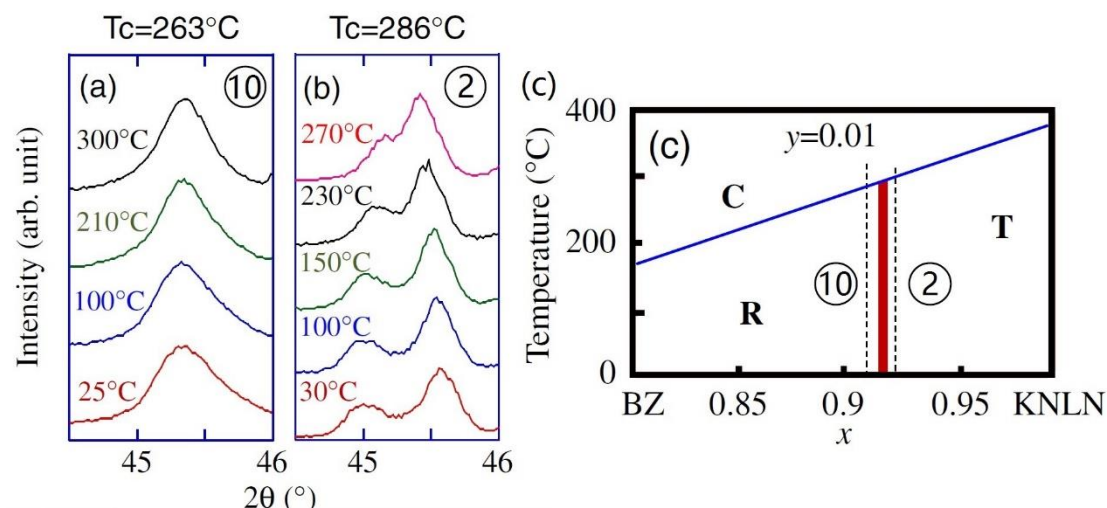 Tc=263°C
(a)
⑩
300°C
210°C
100°C
25°C
45
46
Tc=286°C
(b)
②
270°C
230°C
150°C
100°C
30°C
45
46
Intensity (arb. unit)
2θ (°)
(c)
(c)
y=0.01
C
T
R
⑩
②
Temperature (°C)
400
200
0
BZ
0.85
0.9
0.95
KNLN
x